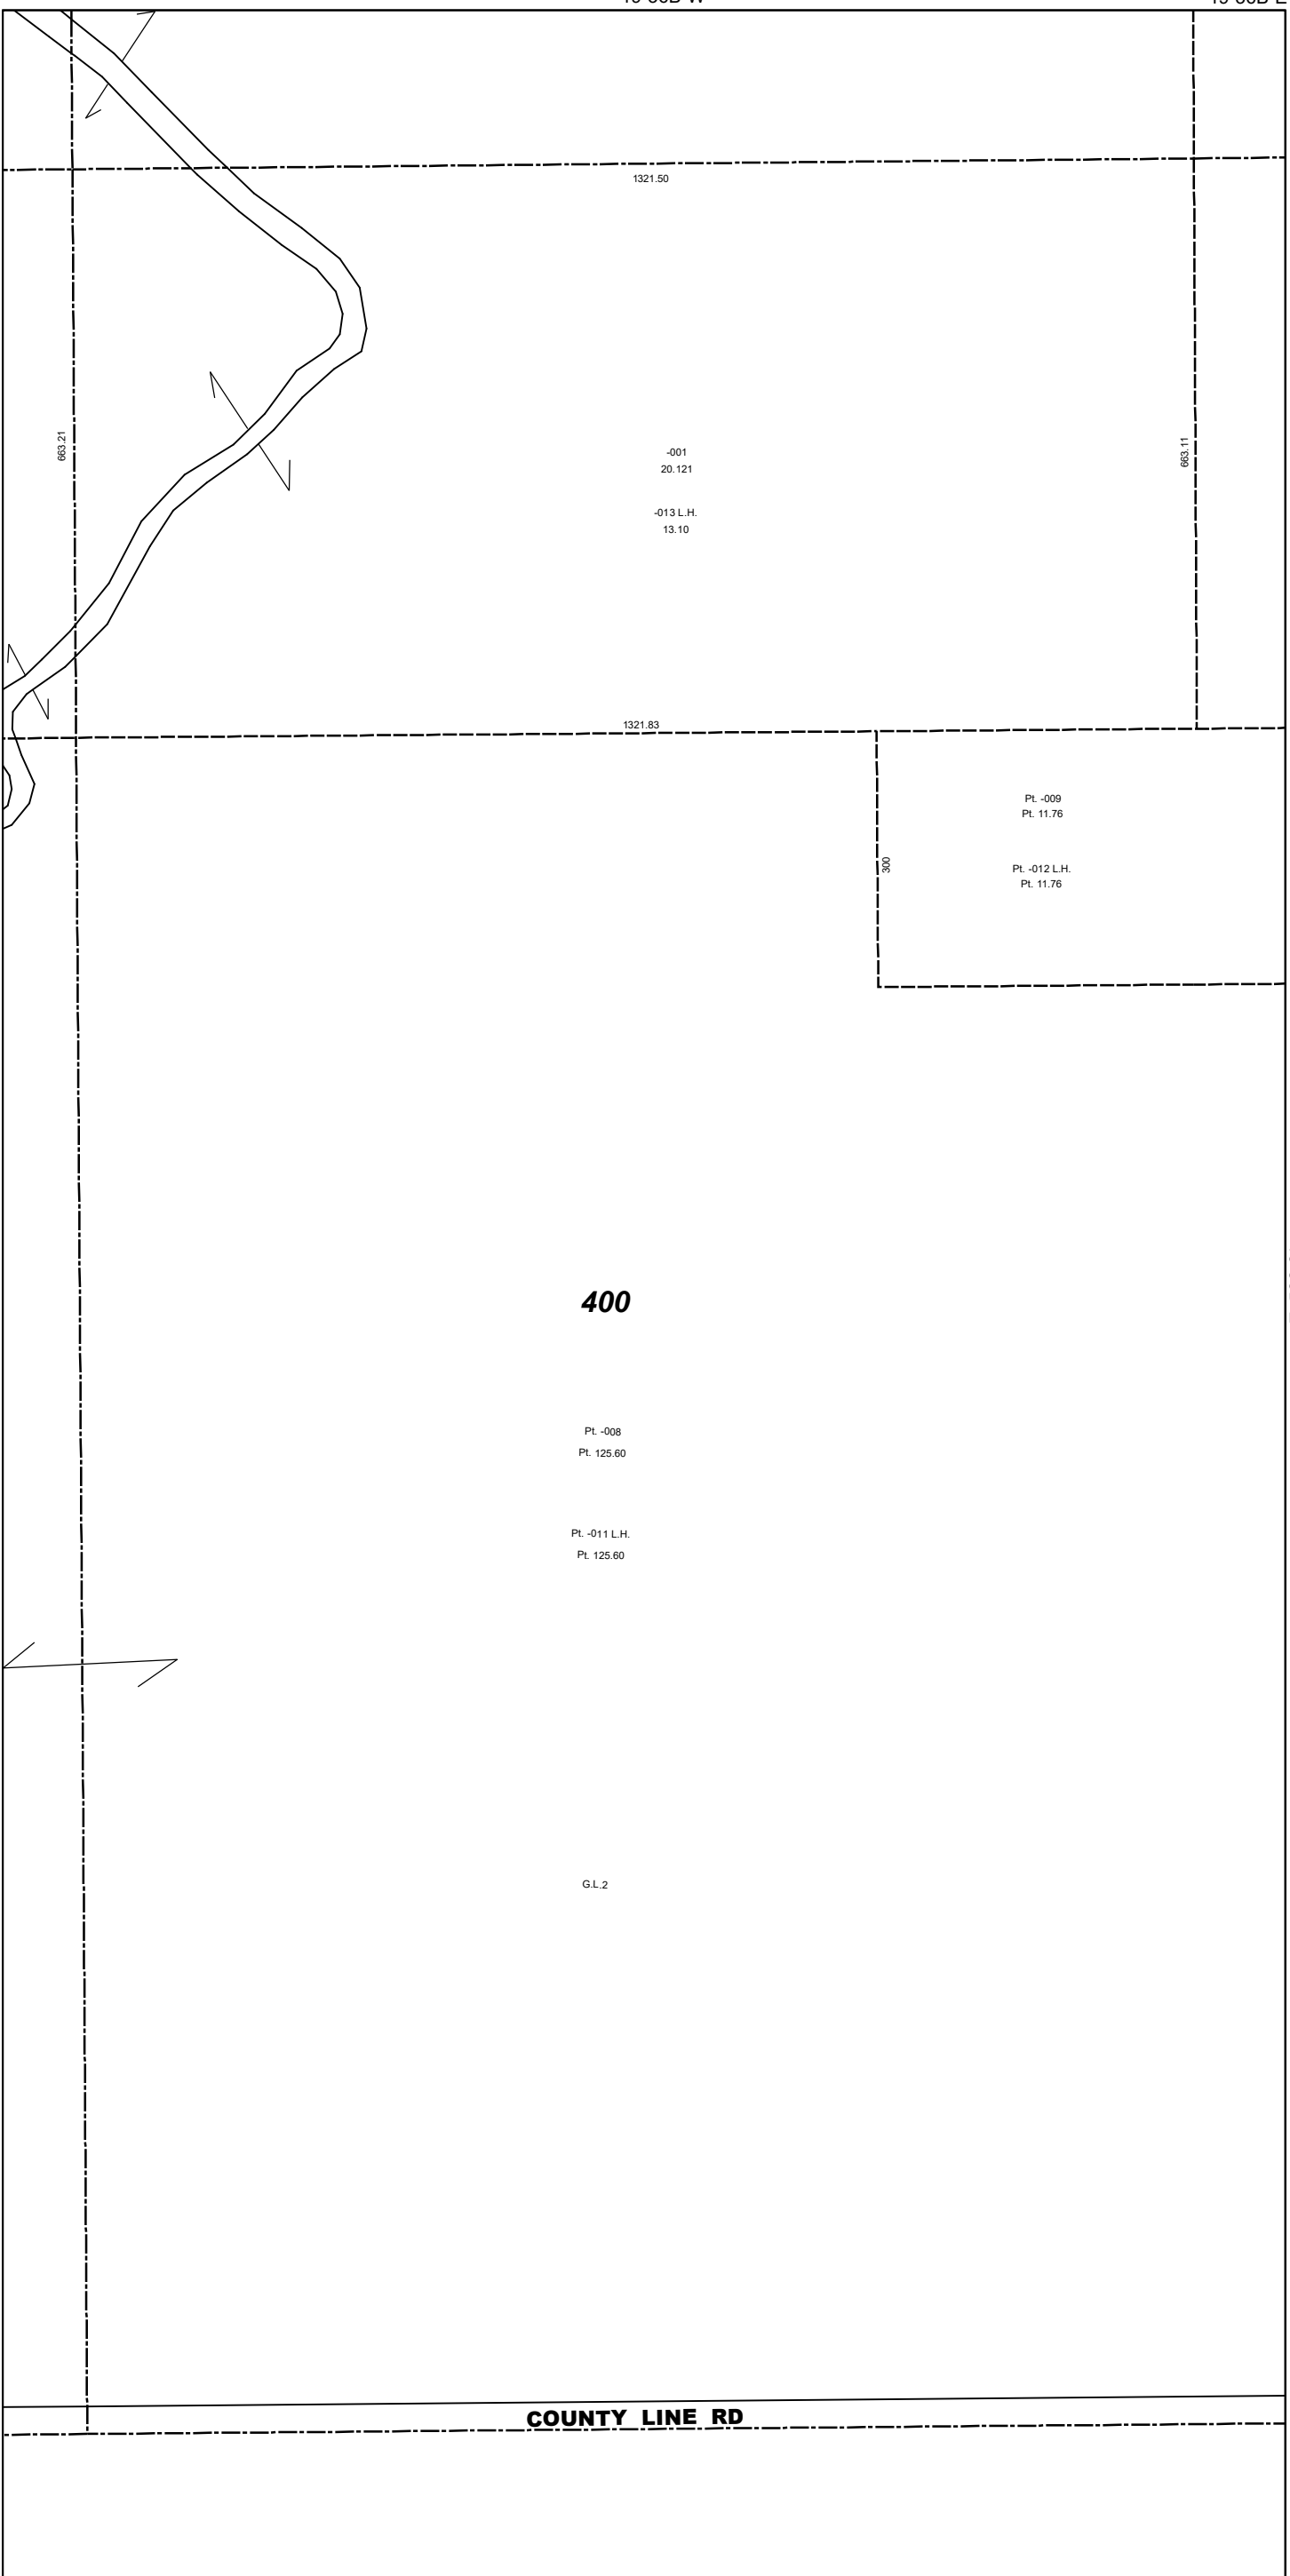 1321.50
663.21
663.11
-001
20.121
-013 L.H.
13.10
1321.83
Pt. -009
Pt. 11.76
300
Pt. -012 L.H.
Pt. 11.76
400
Pt. -008
Pt. 125.60
Pt. -011 L.H.
Pt. 125.60
G.L.2
COUNTY LINE RD